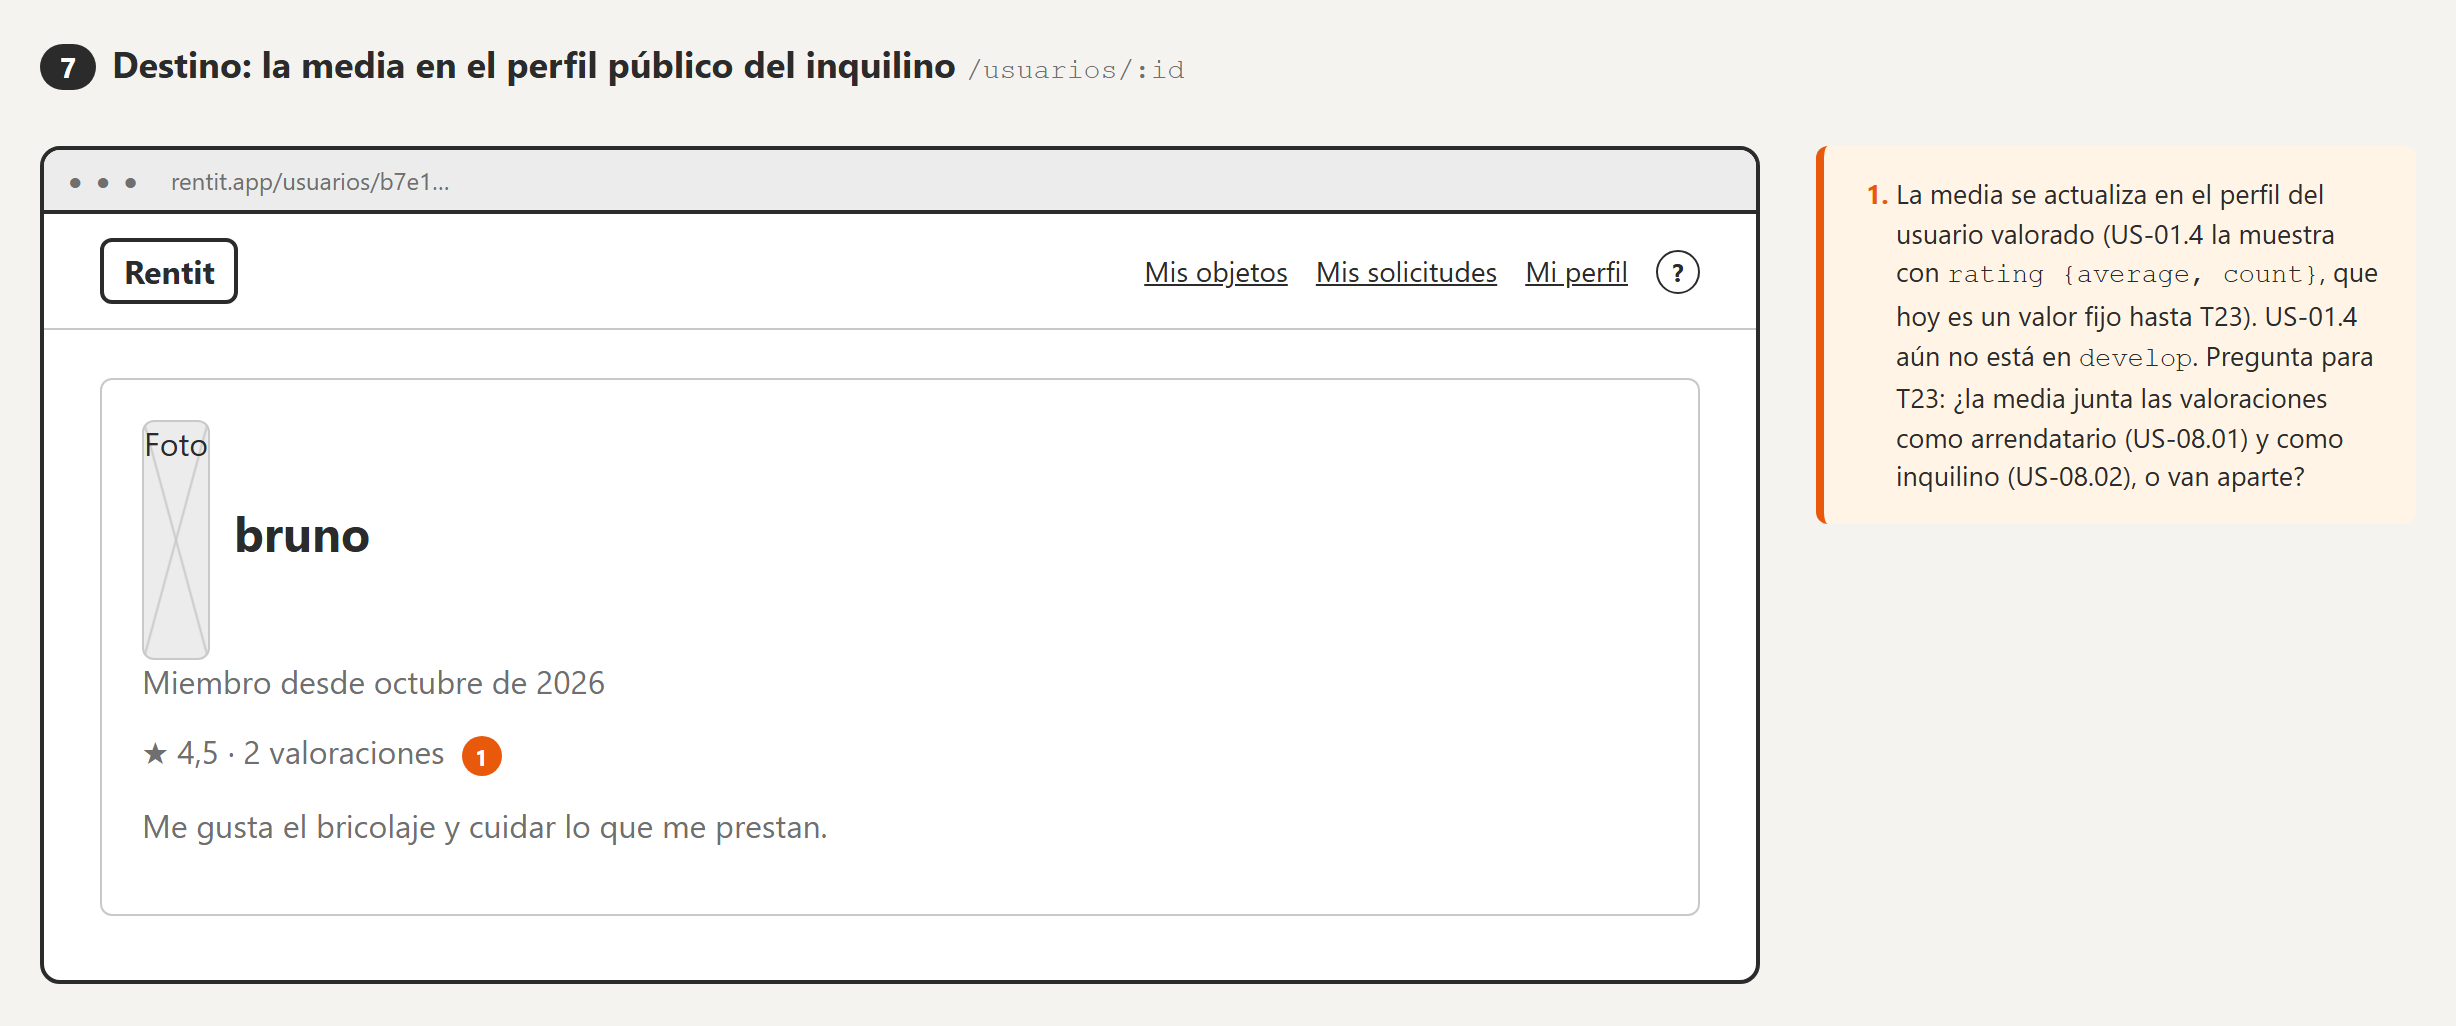 7 Destino: la media en el perfil público del inquilino /usuarios/:id
rentit.app/usuarios/b7e1...
Rentit
Mis objetos Mis solicitudes Mi perfil ?
Foto
bruno
Miembro desde octubre de 2026
★ 4,5 · 2 valoraciones 1
Me gusta el bricolaje y cuidar lo que me prestan.
1. La media se actualiza en el perfil del
usuario valorado (US-01.4 la muestra
con rating {average, count}, que
hoy es un valor fijo hasta T23). US-01.4
aún no está en develop. Pregunta para
T23: ¿la media junta las valoraciones
como arrendatario (US-08.01) y como
inquilino (US-08.02), o van aparte?